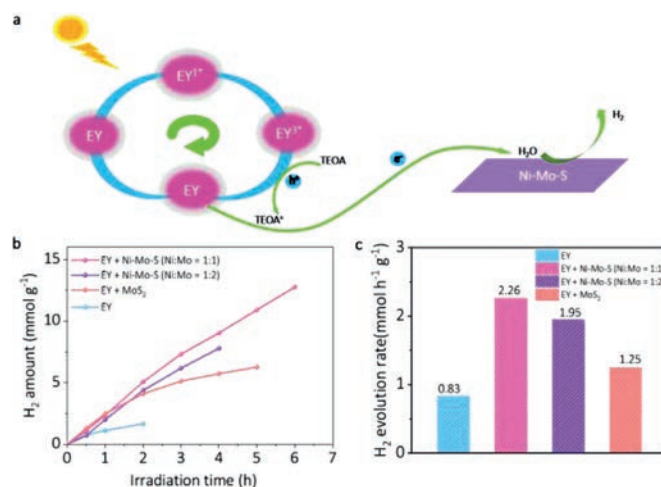 a
EY¹*
EY
EY³*
EY
TEOA
h⁺
TEOA⁺
e⁻
H₂O
H₂
Ni-Mo-S
b
EY + Ni-Mo-S (Ni:Mo = 1:1)
EY + Ni-Mo-S (Ni:Mo = 1:2)
EY + MoS₂
EY
H₂ amount (mmol g⁻¹)
15
10
5
0
0 1 2 3 4 5 6 7
Irradiation time (h)
c
EY
EY + Ni-Mo-S (Ni:Mo = 1:1)
EY + Ni-Mo-S (Ni:Mo = 1:2)
EY + MoS₂
H₂ evolution rate(mmol h⁻¹ g⁻¹)
3
2
1
0
0.83
2.26
1.95
1.25